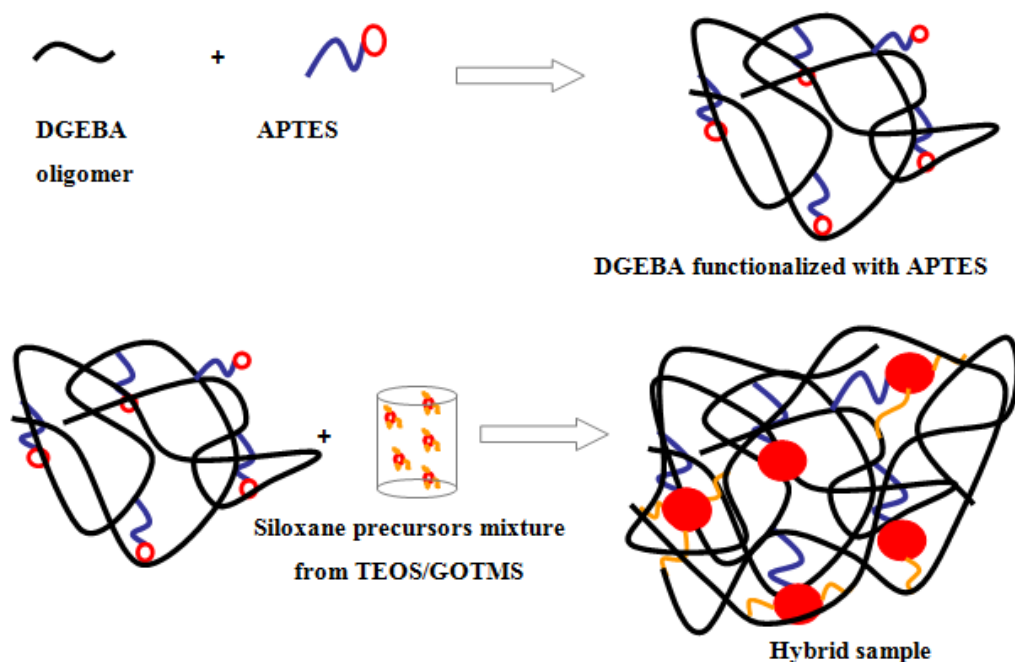 +
DGEBA
oligomer
APTES
DGEBA functionalized with APTES
+
Siloxane precursors mixture
from TEOS/GOTMS
Hybrid sample